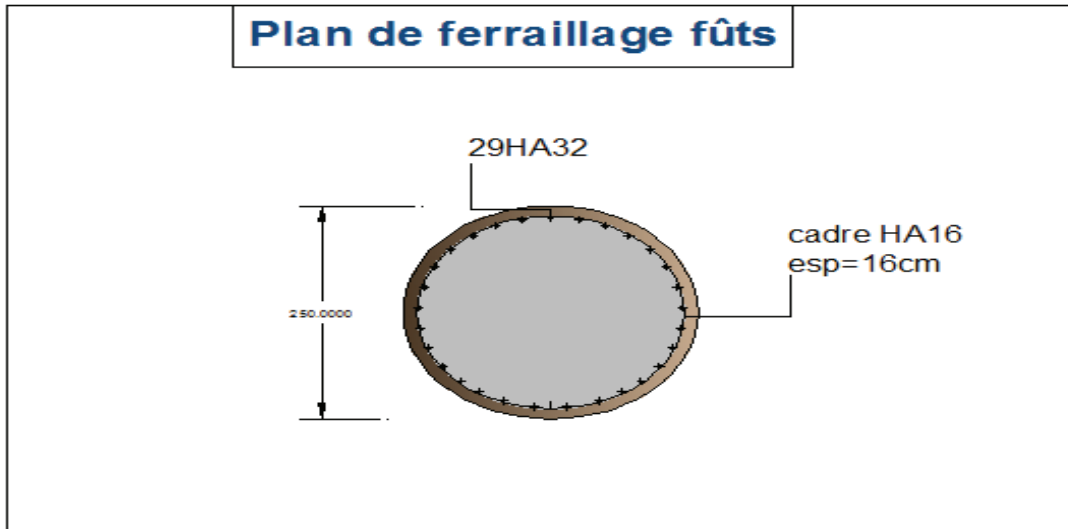 Plan de ferraillage fûts
29HA32
cadre HA16
esp=16cm
250.0000